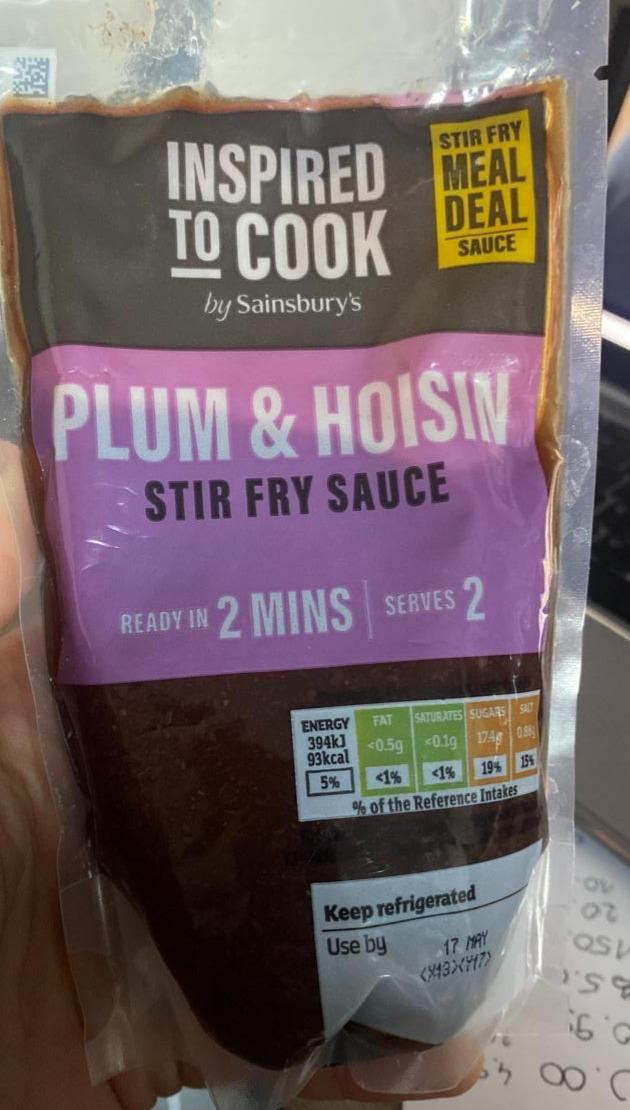 INSPIRED
TO COOK
by Sainsbury's
STIR FRY
MEAL
DEAL
SAUCE
PLUM & HOISIN
STIR FRY SAUCE
READY IN 2 MINS | SERVES 2
ENERGY FAT SATURATES SUGARS SALT
394kJ
93kcal <0.5g <0.1g 17.4g 0.88g
5% <1% <1% 19% 15%
% of the Reference Intakes
Keep refrigerated
Use by 17 MAY